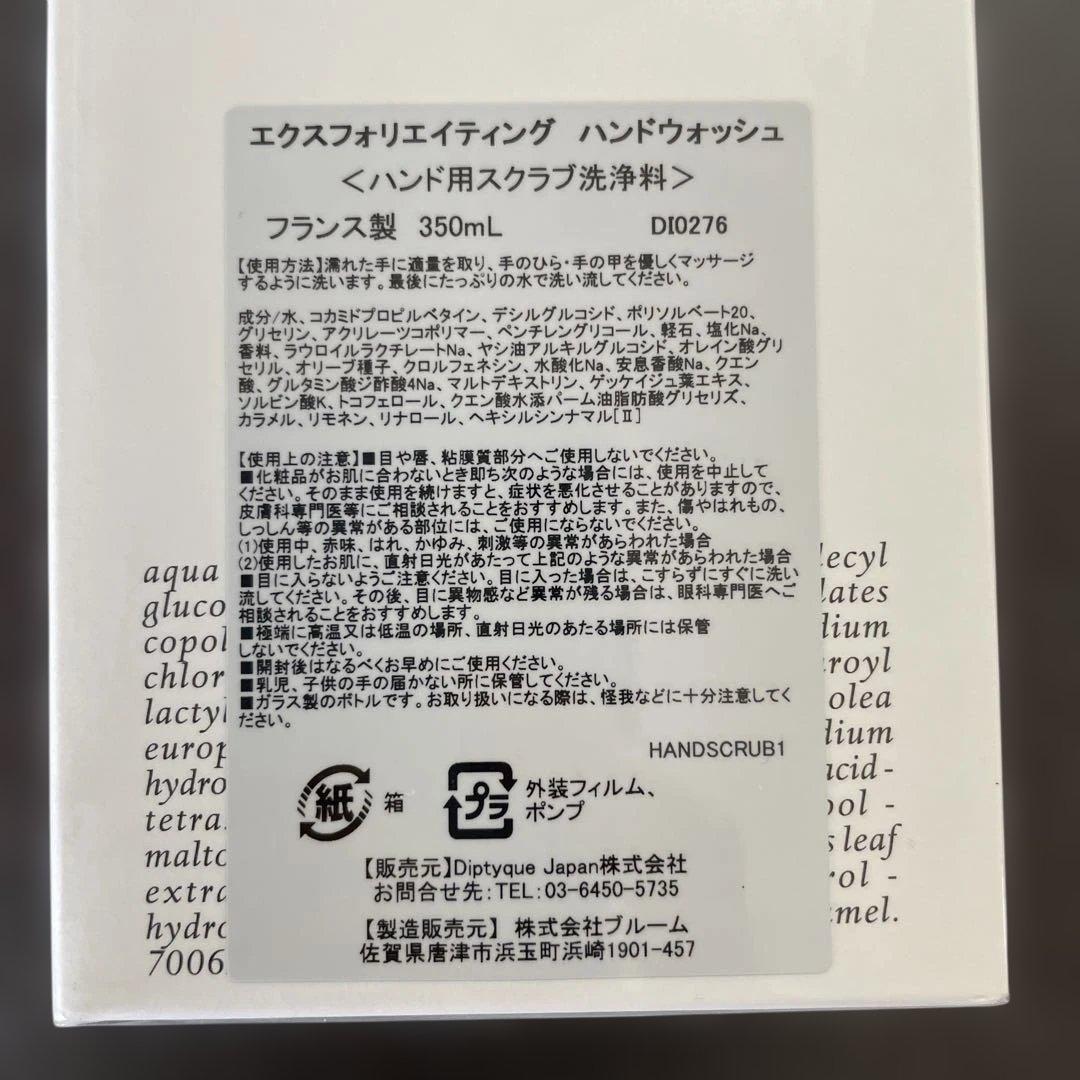 エクスフォリエイティング ハンドウォッシュ
＜ハンド用スクラブ洗浄料＞
フランス製 350mL DI0276
【使用方法】濡れた手に適量を取り、手のひら・手の甲を優しくマッサージ
するように洗います。最後にたっぷりの水で洗い流してください。
成分/水、コカミドプロピルベタイン、デシルグルコシド、ポリソルベート20、
グリセリン、アクリレーツコポリマー、ペンチレングリコール、軽石、塩化Na、
香料、ラウロイルラクチレートNa、ヤシ油アルキルグルコシド、オレイン酸グリ
セリル、オリーブ種子、クロルフェネシン、水酸化Na、安息香酸Na、クエン
酸、グルタミン酸ジ酢酸4Na、マルトデキストリン、ゲッケイジュ葉エキス、
ソルビン酸K、トコフェロール、クエン酸水添パーム油脂肪酸グリセリズ、
カラメル、リモネン、リナロール、ヘキシルシンナマル[Ⅱ]
【使用上の注意】■目や唇、粘膜質部分へご使用しないでください。
■化粧品がお肌に合わないとき即ち次のような場合には、使用を中止して
ください。そのまま使用を続けますと、症状を悪化させることがありますので、
皮膚科専門医等にご相談されることをおすすめします。また、傷やはれもの、
しっしん等の異常がある部位には、ご使用にならないでください。
(1)使用中、赤味、はれ、かゆみ、刺激等の異常があらわれた場合
(2)使用したお肌に、直射日光があたって上記のような異常があらわれた場合
■目に入らないようご注意ください。目に入った場合は、こすらずにすぐに洗い
流してください。その後、目に異物感など異常が残る場合は、眼科専門医へご
相談されることをおすすめします。
■極端に高温又は低温の場所、直射日光のあたる場所には保管
しないでください。
■開封後はなるべくお早めにご使用ください。
■乳児、子供の手の届かない所に保管してください。
■ガラス製のボトルです。お取り扱いになる際は、怪我などに十分注意してく
ださい。
HANDSCRUB1
紙 箱 プラ 外装フィルム、
ポンプ
【販売元】Diptyque Japan株式会社
お問合せ先:TEL:03-6450-5735
【製造販売元】 株式会社ブルーム
佐賀県唐津市浜玉町浜崎1901-457
aqua ecyl
gluco lates
copol dium
chlor aroyl
lactyl olea
europ dium
hydro acid-
tetra ool -
malto s leaf
extra rol -
hydro amel.
7006